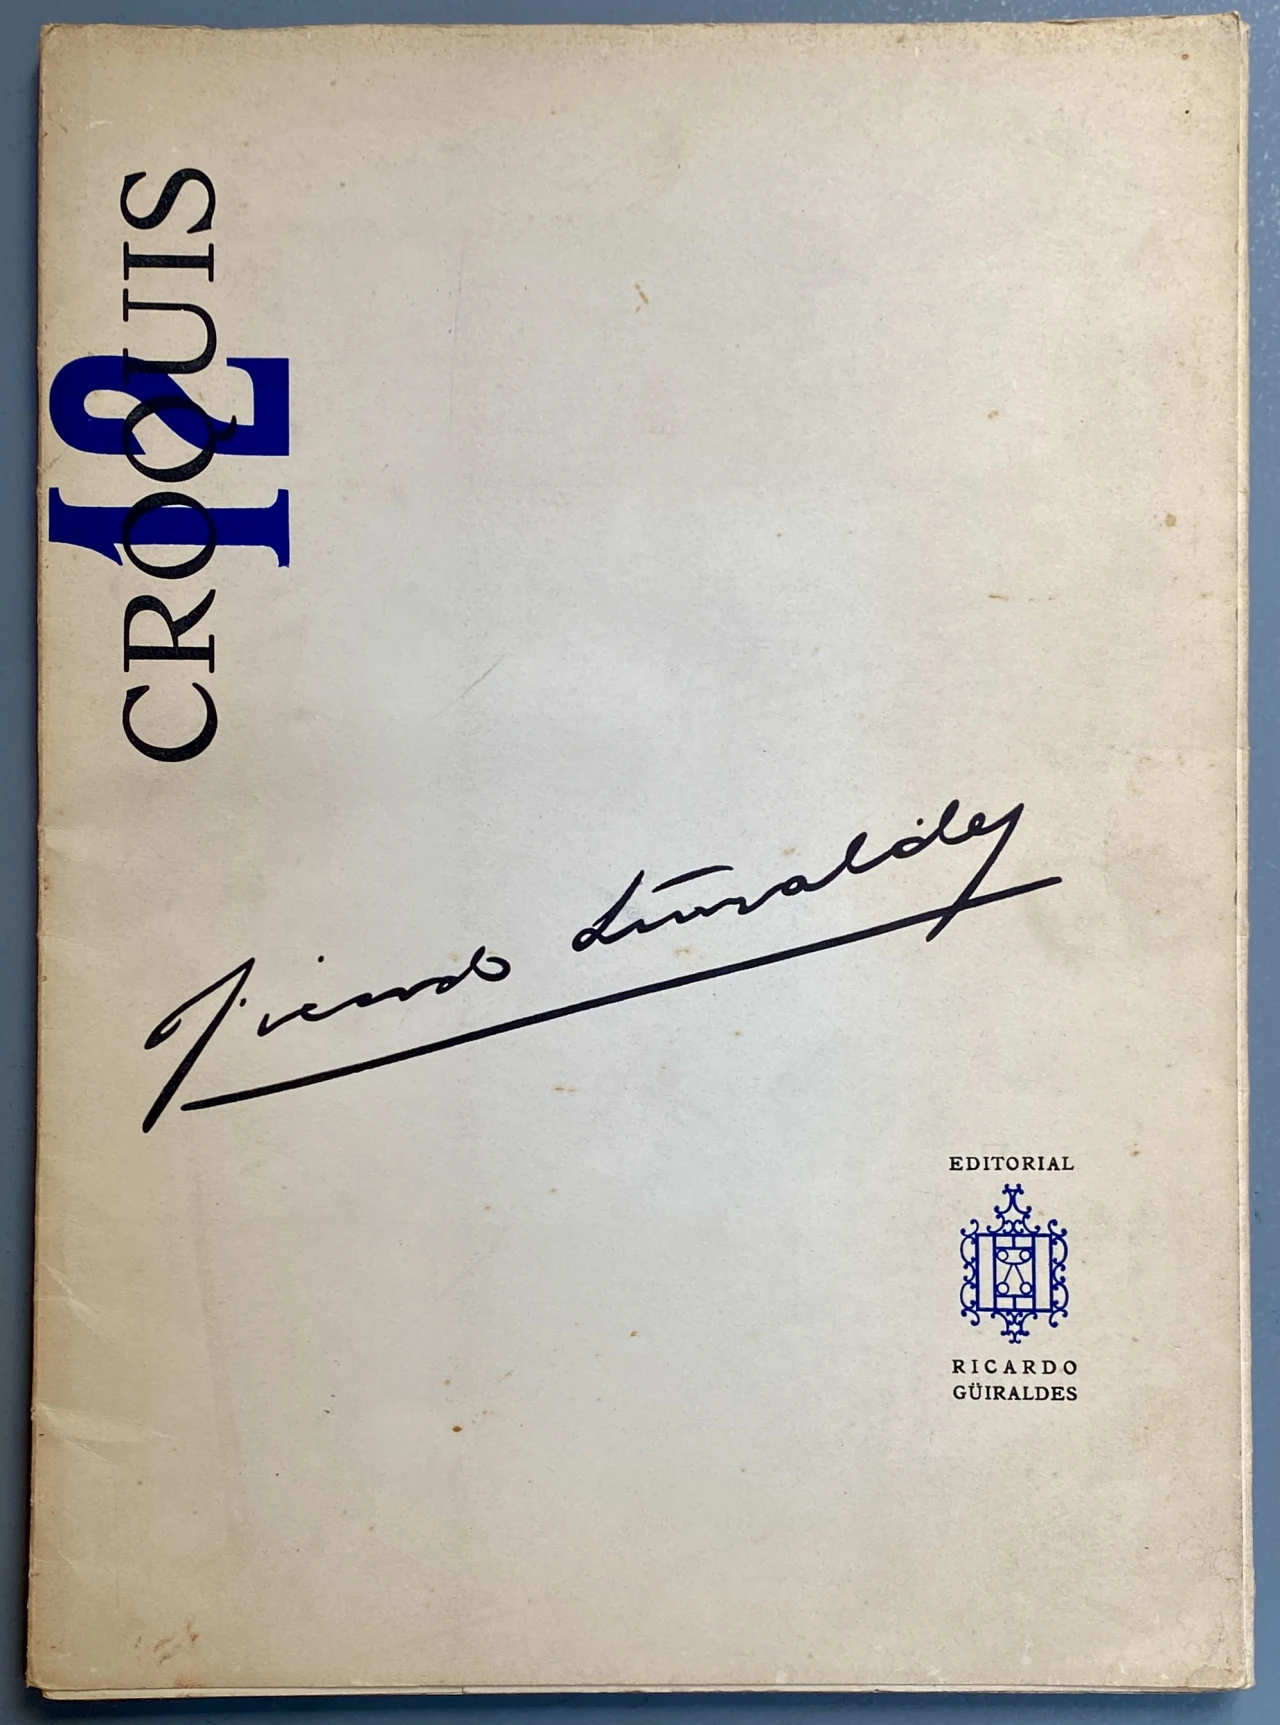 12
CROQUIS
Ricardo Güiraldes
EDITORIAL
RICARDO
GÜIRALDES